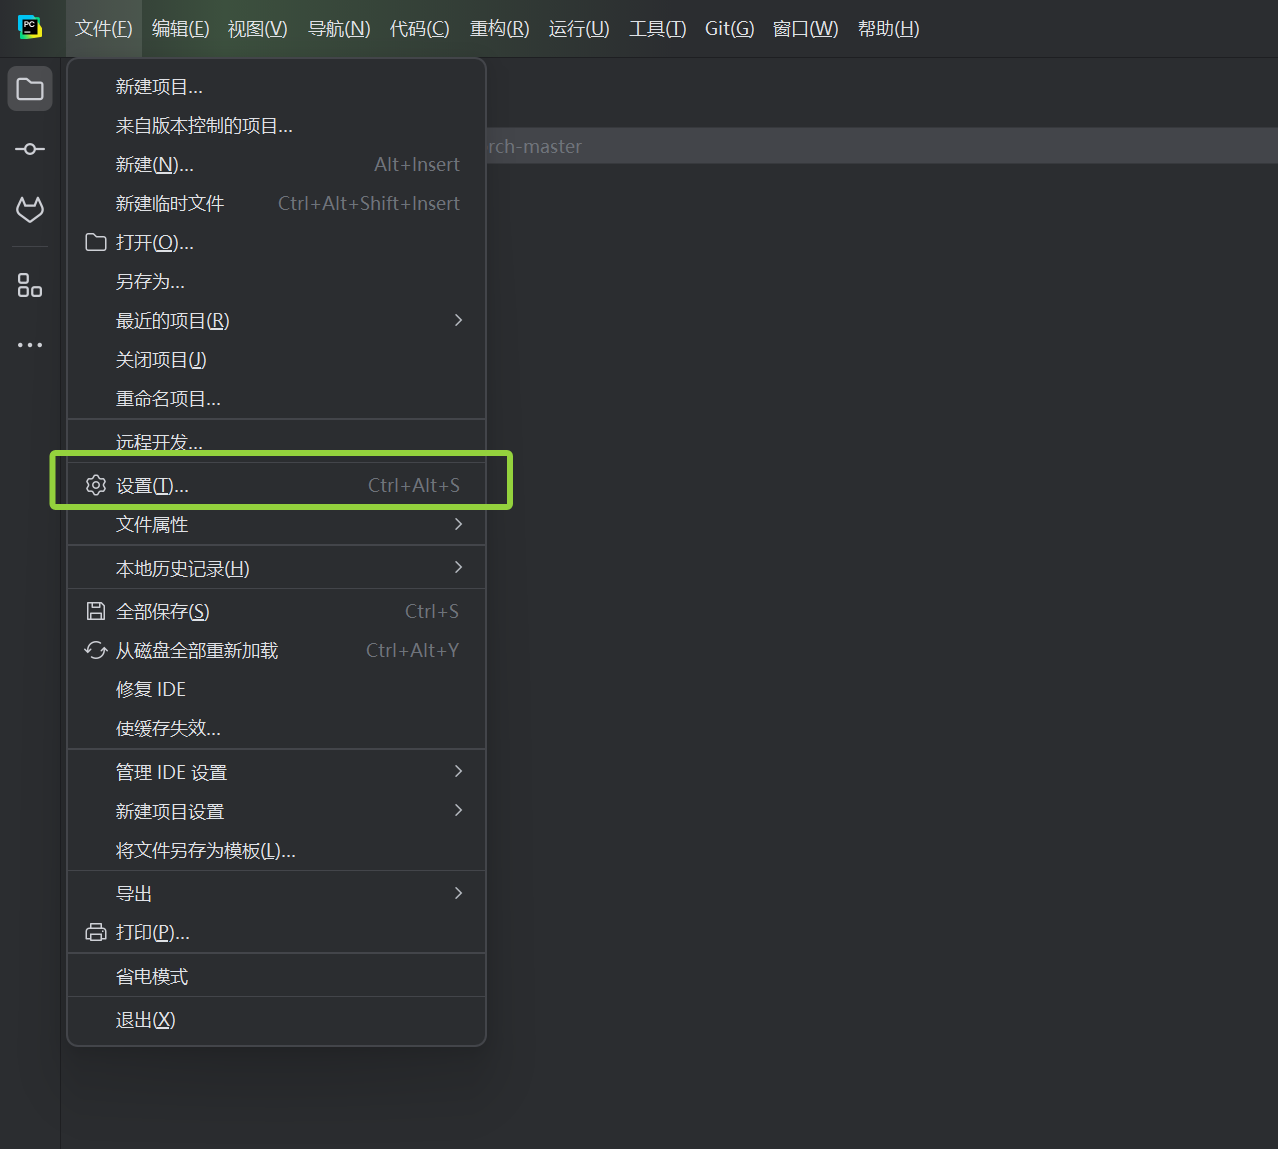 PC
文件(F) 编辑(E) 视图(V) 导航(N) 代码(C) 重构(R) 运行(U) 工具(T) Git(G) 窗口(W) 帮助(H)
新建项目...
来自版本控制的项目...
rch-master
新建(N)... Alt+Insert
新建临时文件 Ctrl+Alt+Shift+Insert
打开(O)...
另存为...
最近的项目(R)
关闭项目(J)
重命名项目...
远程开发...
设置(T)... Ctrl+Alt+S
文件属性
本地历史记录(H)
全部保存(S) Ctrl+S
从磁盘全部重新加载 Ctrl+Alt+Y
修复 IDE
使缓存失效...
管理 IDE 设置
新建项目设置
将文件另存为模板(L)...
导出
打印(P)...
省电模式
退出(X)